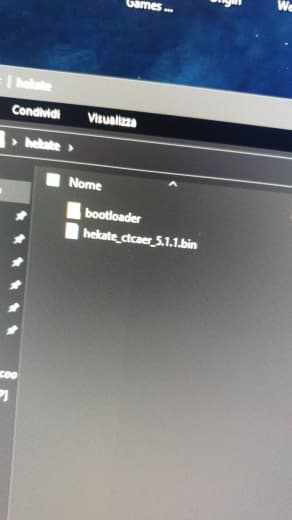 Games ...
hekate
Condividi Visualizza
hekate
Nome
bootloader
hekate_ctcaer_5.1.1.bin